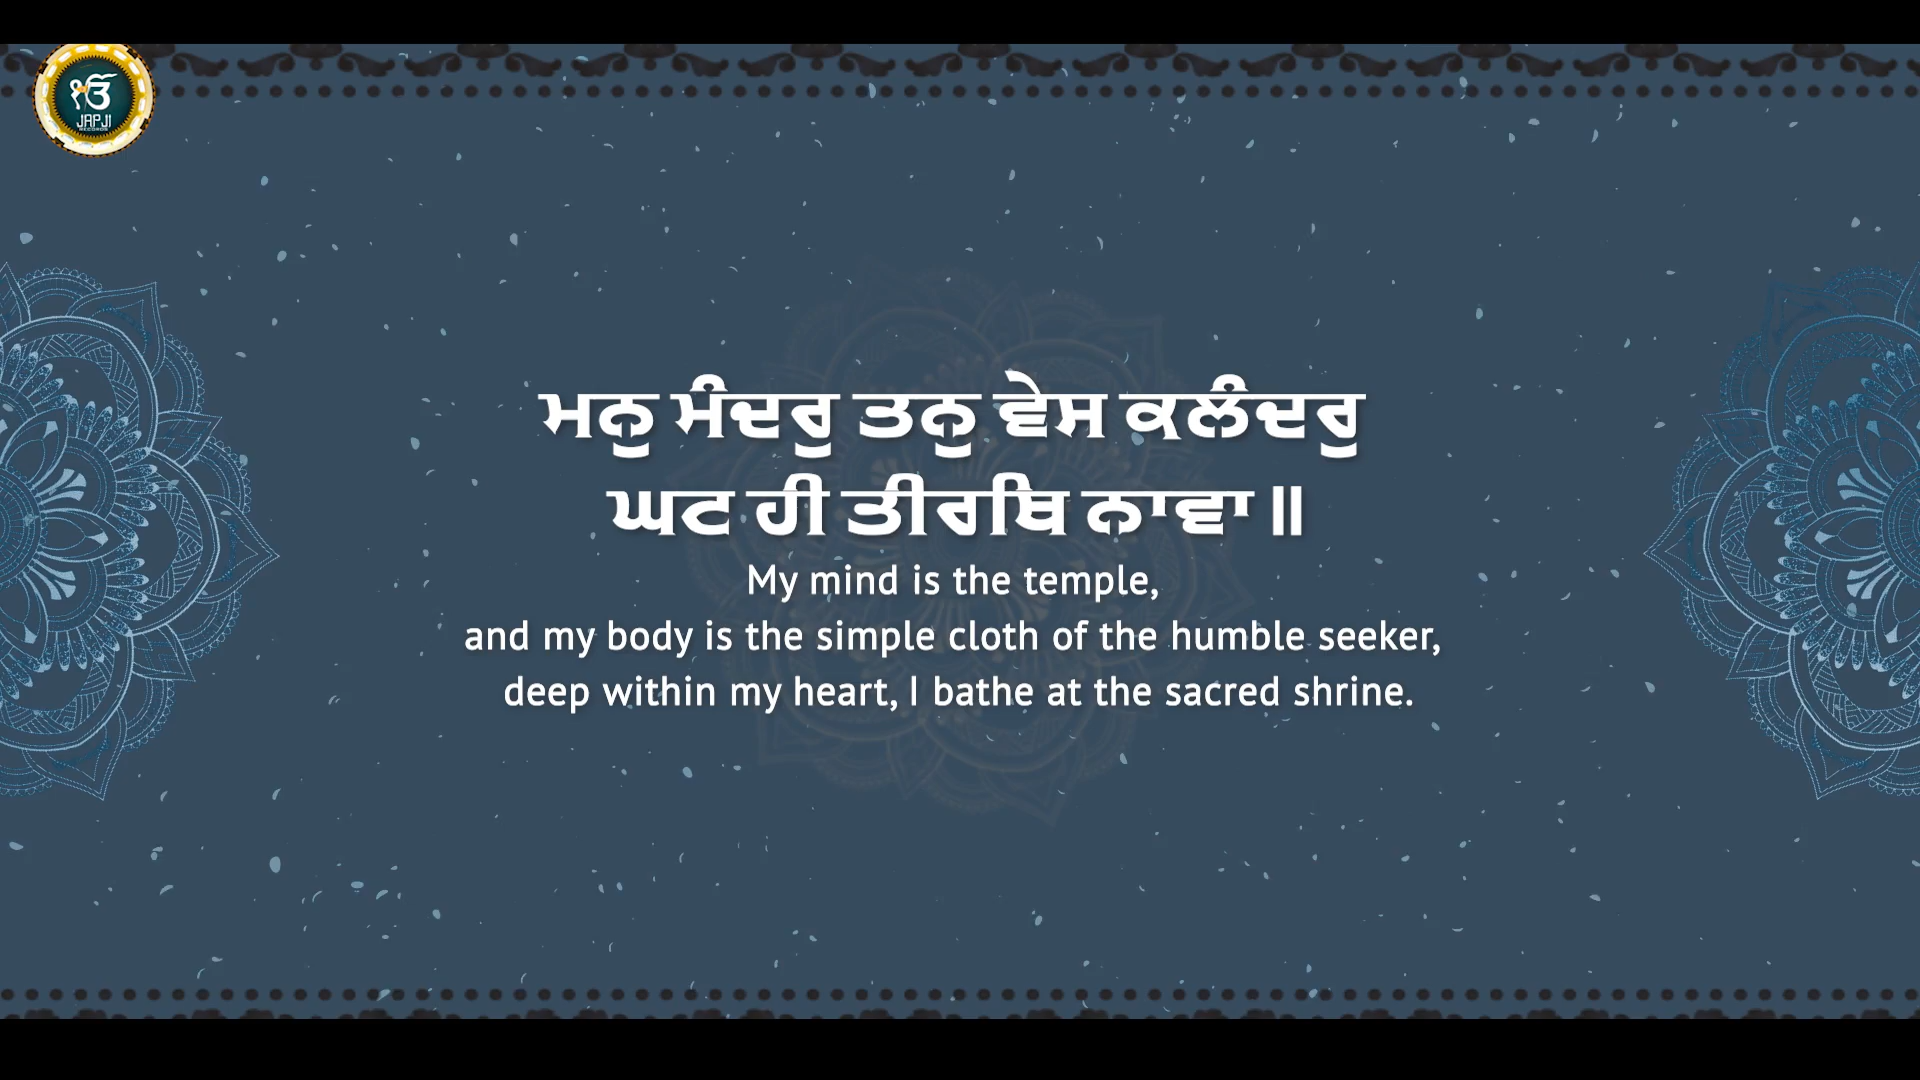 ੴ
JAPJI
RECORDS
ਮਨੁ ਮੰਦਰੁ ਤਨੁ ਵੇਸ ਕਲੰਦਰੁ
ਘਟ ਹੀ ਤੀਰਥਿ ਨਾਵਾ ॥
My mind is the temple,
and my body is the simple cloth of the humble seeker,
deep within my heart, I bathe at the sacred shrine.